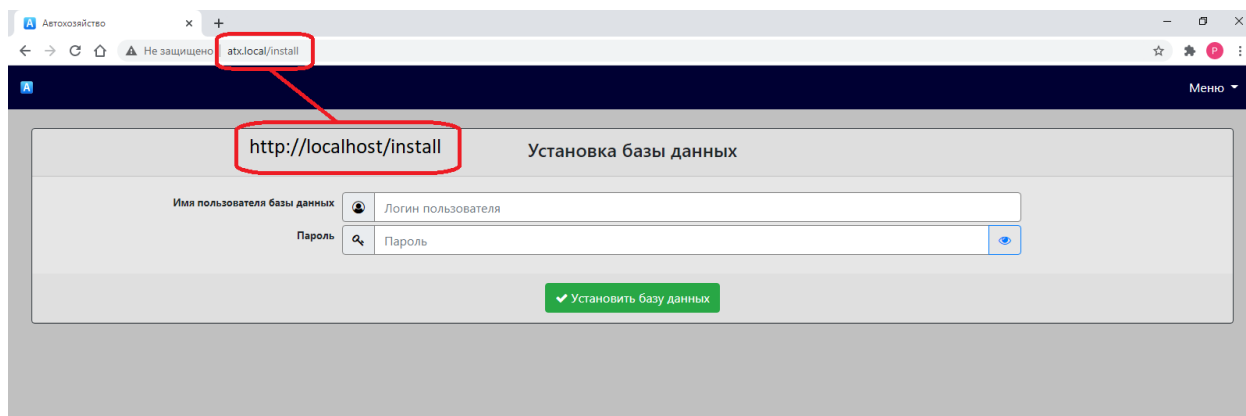 A Автохозяйство
Не защищено atx.local/install
P
A Меню
http://localhost/install
Установка базы данных
Имя пользователя базы данных Логин пользователя
Пароль Пароль
Установить базу данных